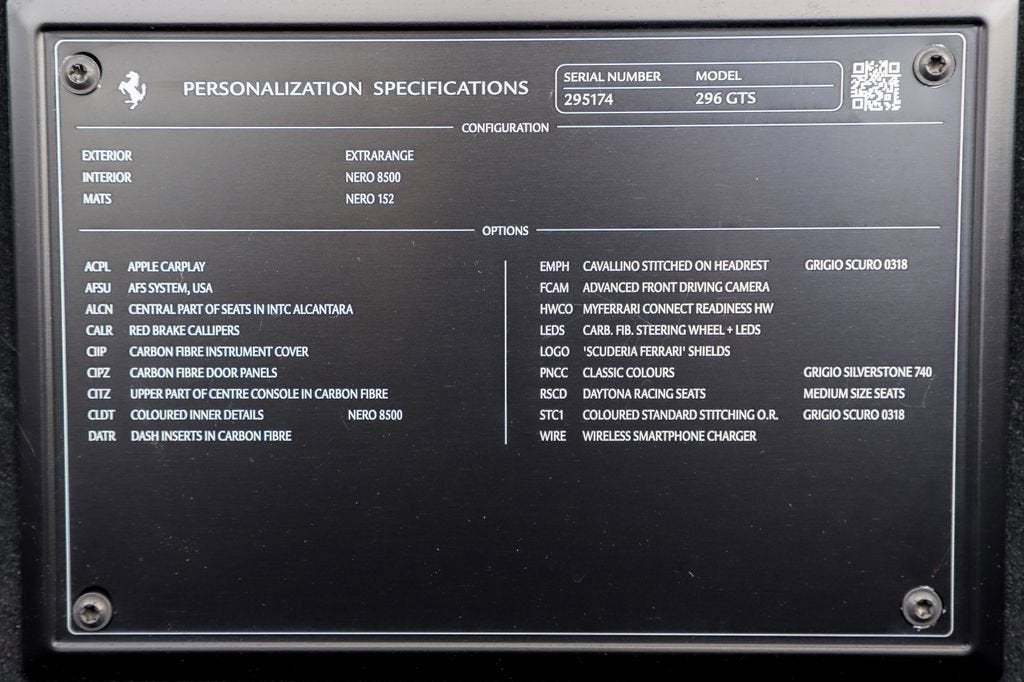 PERSONALIZATION SPECIFICATIONS
SERIAL NUMBER MODEL
295174 296 GTS
CONFIGURATION
EXTERIOR EXTRARANGE
INTERIOR NERO 8500
MATS NERO 152
OPTIONS
ACPL APPLE CARPLAY
AFSU AFS SYSTEM, USA
ALCN CENTRAL PART OF SEATS IN INTC ALCANTARA
CALR RED BRAKE CALLIPERS
CIIP CARBON FIBRE INSTRUMENT COVER
CIPZ CARBON FIBRE DOOR PANELS
CITZ UPPER PART OF CENTRE CONSOLE IN CARBON FIBRE
CLDT COLOURED INNER DETAILS NERO 8500
DATR DASH INSERTS IN CARBON FIBRE
EMPH CAVALLINO STITCHED ON HEADREST GRIGIO SCURO 0318
FCAM ADVANCED FRONT DRIVING CAMERA
HWCO MYFERRARI CONNECT READINESS HW
LEDS CARB. FIB. STEERING WHEEL + LEDS
LOGO 'SCUDERIA FERRARI' SHIELDS
PNCC CLASSIC COLOURS GRIGIO SILVERSTONE 740
RSCD DAYTONA RACING SEATS MEDIUM SIZE SEATS
STC1 COLOURED STANDARD STITCHING O.R. GRIGIO SCURO 0318
WIRE WIRELESS SMARTPHONE CHARGER